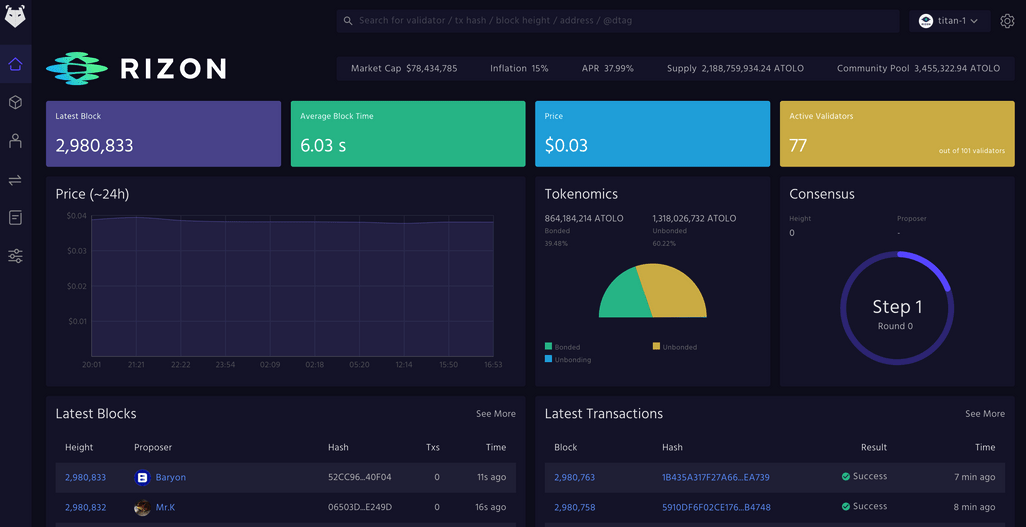 Search for validator / tx hash / block height / address / @dtag
titan-1
RIZON
Market Cap $78,434,785 Inflation 15% APR 37.99% Supply 2,188,759,934.24 ATOLO Community Pool 3,455,322.94 ATOLO
Latest Block
2,980,833
Average Block Time
6.03 s
Price
$0.03
Active Validators
77
out of 101 validators
Price (~24h)
$0.04
$0.03
$0.02
$0.01
20:01 21:21 22:22 23:54 02:09 02:18 05:20 12:14 15:50 16:53
Tokenomics
864,184,214 ATOLO 1,318,026,732 ATOLO
Bonded Unbonded
39.48% 60.22%
Bonded Unbonded
Unbonding
Consensus
Height Proposer
0 -
Step 1
Round 0
Latest Blocks See More
Height Proposer Hash Txs Time
2,980,833 Baryon 52CC96...40F04 0 11s ago
2,980,832 Mr.K 06503D...E249D 0 16s ago
Latest Transactions See More
Block Hash Result Time
2,980,763 1B435A317F27A66...EA739 Success 7 min ago
2,980,758 5910DF6F02CE176...B4748 Success 8 min ago